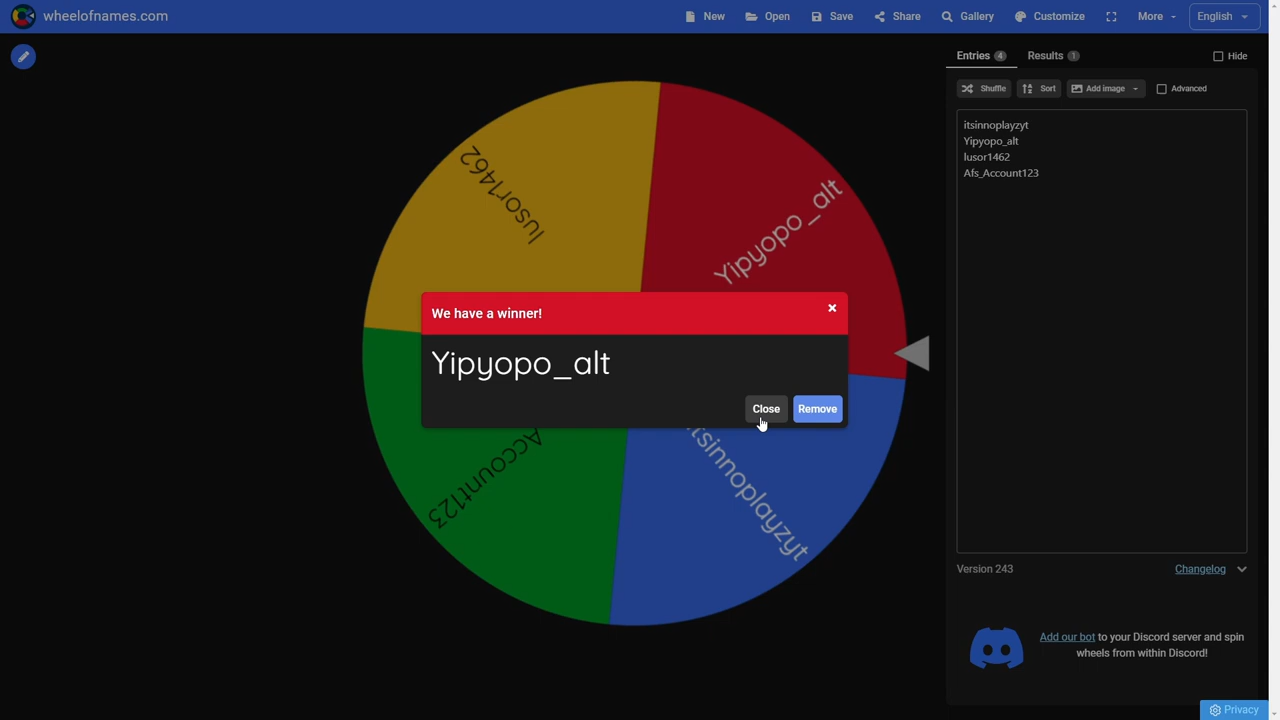 wheelofnames.com
New
Open
Save
Share
Gallery
Customize
More
English
Entries 4
Results 1
Hide
Shuffle
Sort
Add image
Advanced
itsinnoplayzyt
Yipyopo_alt
lusor1462
Afs_Account123
lusor1462
Yipyopo_alt
We have a winner!
Yipyopo_alt
Close
Remove
Account123
tsinnoplayzyt
Version 243
Changelog
Add our bot to your Discord server and spin
wheels from within Discord!
Privacy